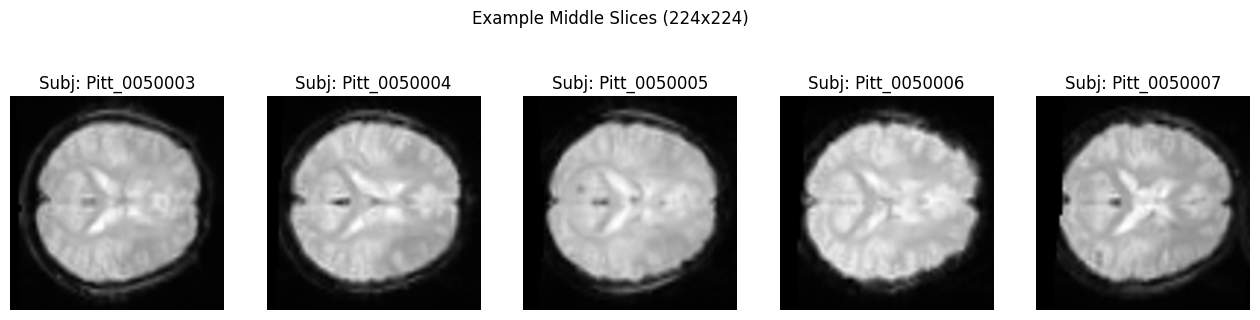 Example Middle Slices (224x224)
Subj: Pitt_0050003
Subj: Pitt_0050004
Subj: Pitt_0050005
Subj: Pitt_0050006
Subj: Pitt_0050007